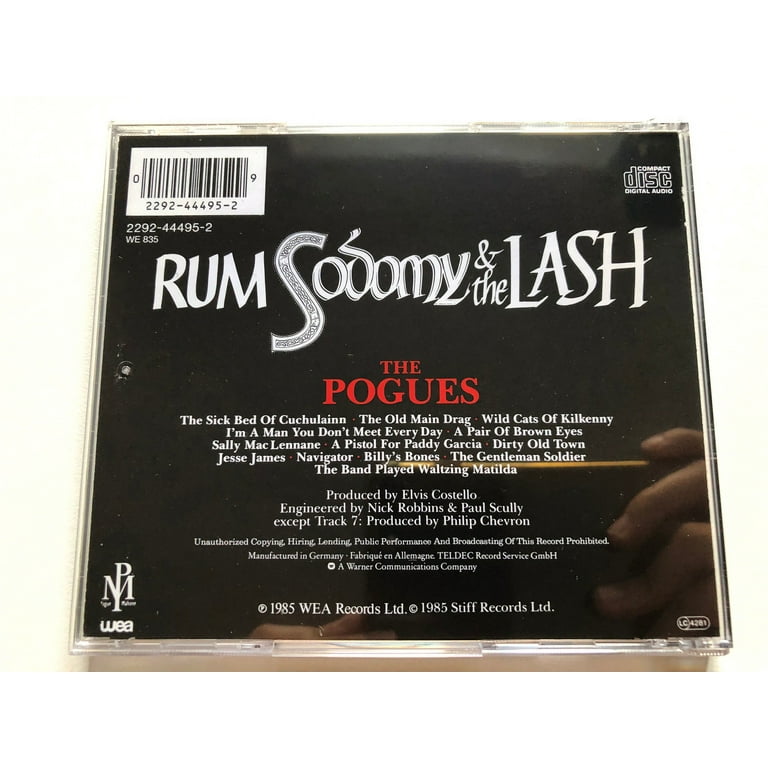 0 9
2292-44495-2
2292-44495-2
WE 835
COMPACT
disc
DIGITAL AUDIO
RUM Sodomy & the LASH
THE
POGUES
The Sick Bed Of Cuchulainn · The Old Main Drag · Wild Cats Of Kilkenny
I'm A Man You Don't Meet Every Day · A Pair Of Brown Eyes
Sally MacLennane · A Pistol For Paddy Garcia · Dirty Old Town
Jesse James · Navigator · Billy's Bones · The Gentleman Soldier
The Band Played Waltzing Matilda
Produced by Elvis Costello
Engineered by Nick Robbins & Paul Scully
except Track 7: Produced by Philip Chevron
Unauthorized Copying, Hiring, Lending, Public Performance And Broadcasting Of This Record Prohibited.
Manufactured in Germany · Fabriqué en Allemagne. TELDEC Record Service GmbH
A Warner Communications Company
PM
Pogue Mahone
wea
℗ 1985 WEA Records Ltd. © 1985 Stiff Records Ltd.
LC 4281